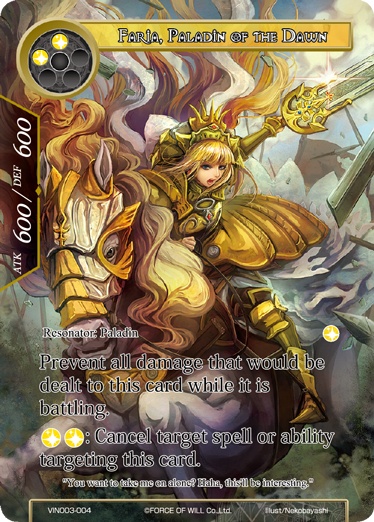 Farja, Paladin of the Dawn
ATK 600 / DEF 600
Resonator: Paladin
Prevent all damage that would be
dealt to this card while it is
battling.
: Cancel target spell or ability
targeting this card.
"You want to take me on alone? Haha, this'll be interesting."
VIN003-004 ©FORCE OF WILL Co.,Ltd. Illust/Nekobayashi